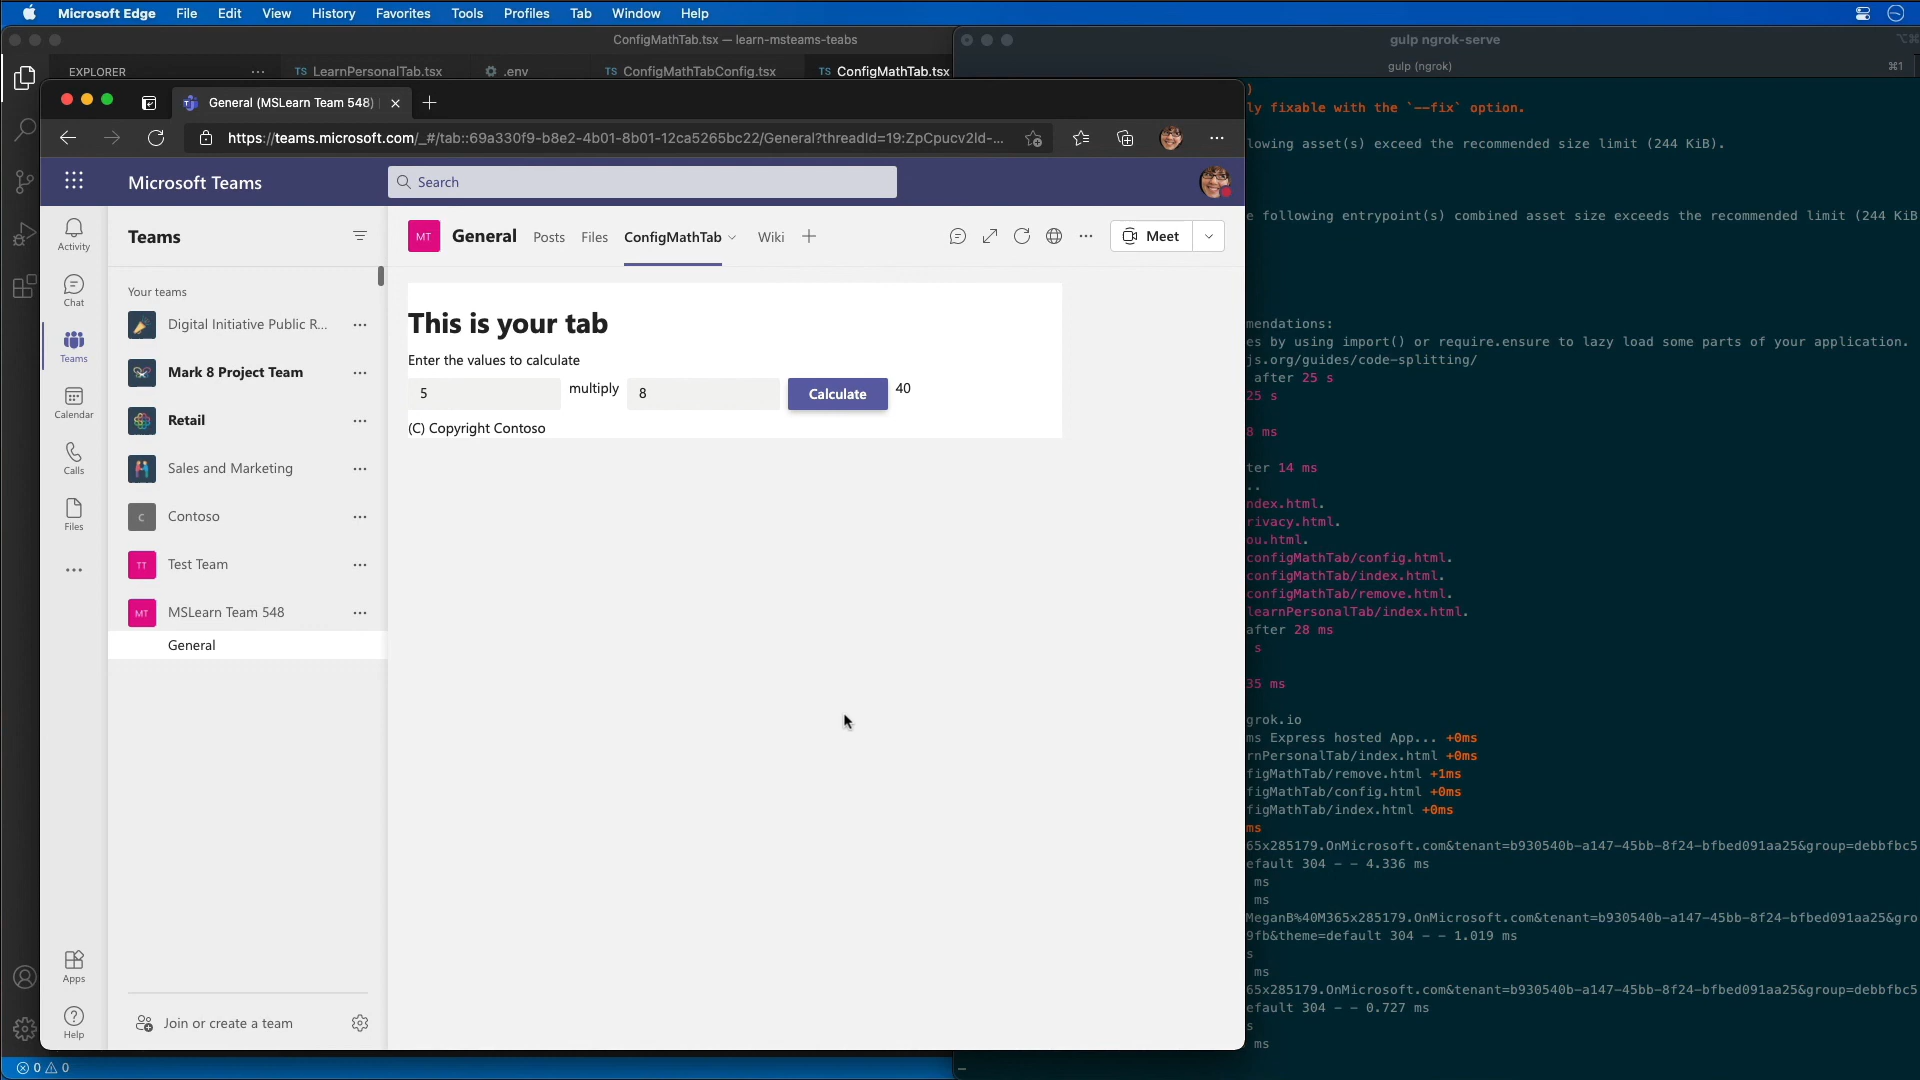 Microsoft Edge File Edit View History Favorites Tools Profiles Tab Window Help
ConfigMathTab.tsx — learn-msteams-teabs
gulp ngrok-serve
gulp (ngrok)
⌘1
EXPLORER
TS LearnPersonalTab.tsx
.env
TS ConfigMathTabConfig.tsx
TS ConfigMathTab.tsx
General (MSLearn Team 548)
https://teams.microsoft.com/_#/tab::69a330f9-b8e2-4b01-8b01-12ca5265bc22/General?threadId=19:ZpCpucv2ld-...
Microsoft Teams
Search
Activity
Chat
Teams
Calendar
Calls
Files
Apps
Help
Teams
Your teams
Digital Initiative Public R...
Mark 8 Project Team
Retail
Sales and Marketing
C Contoso
TT Test Team
MT MSLearn Team 548
General
Join or create a team
MT General Posts Files ConfigMathTab Wiki
Meet
This is your tab
Enter the values to calculate
5 multiply 8 Calculate 40
(C) Copyright Contoso
)
ly fixable with the `--fix` option.
lowing asset(s) exceed the recommended size limit (244 KiB).
e following entrypoint(s) combined asset size exceeds the recommended limit (244 KiB
mendations:
es by using import() or require.ensure to lazy load some parts of your application.
js.org/guides/code-splitting/
after 25 s
25 s
8 ms
ter 14 ms
..
ndex.html.
rivacy.html.
ou.html.
configMathTab/config.html.
configMathTab/index.html.
configMathTab/remove.html.
learnPersonalTab/index.html.
after 28 ms
s
35 ms
grok.io
ms Express hosted App... +0ms
rnPersonalTab/index.html +0ms
figMathTab/remove.html +1ms
figMathTab/config.html +0ms
figMathTab/index.html +0ms
ms
65x285179.OnMicrosoft.com&tenant=b930540b-a147-45bb-8f24-bfbed091aa25&group=debbfbc5
efault 304 - - 4.336 ms
ms
ms
MeganB%40M365x285179.OnMicrosoft.com&tenant=b930540b-a147-45bb-8f24-bfbed091aa25&gro
9fb&theme=default 304 - - 1.019 ms
s
ms
65x285179.OnMicrosoft.com&tenant=b930540b-a147-45bb-8f24-bfbed091aa25&group=debbfbc5
efault 304 - - 0.727 ms
s
ms
0 0